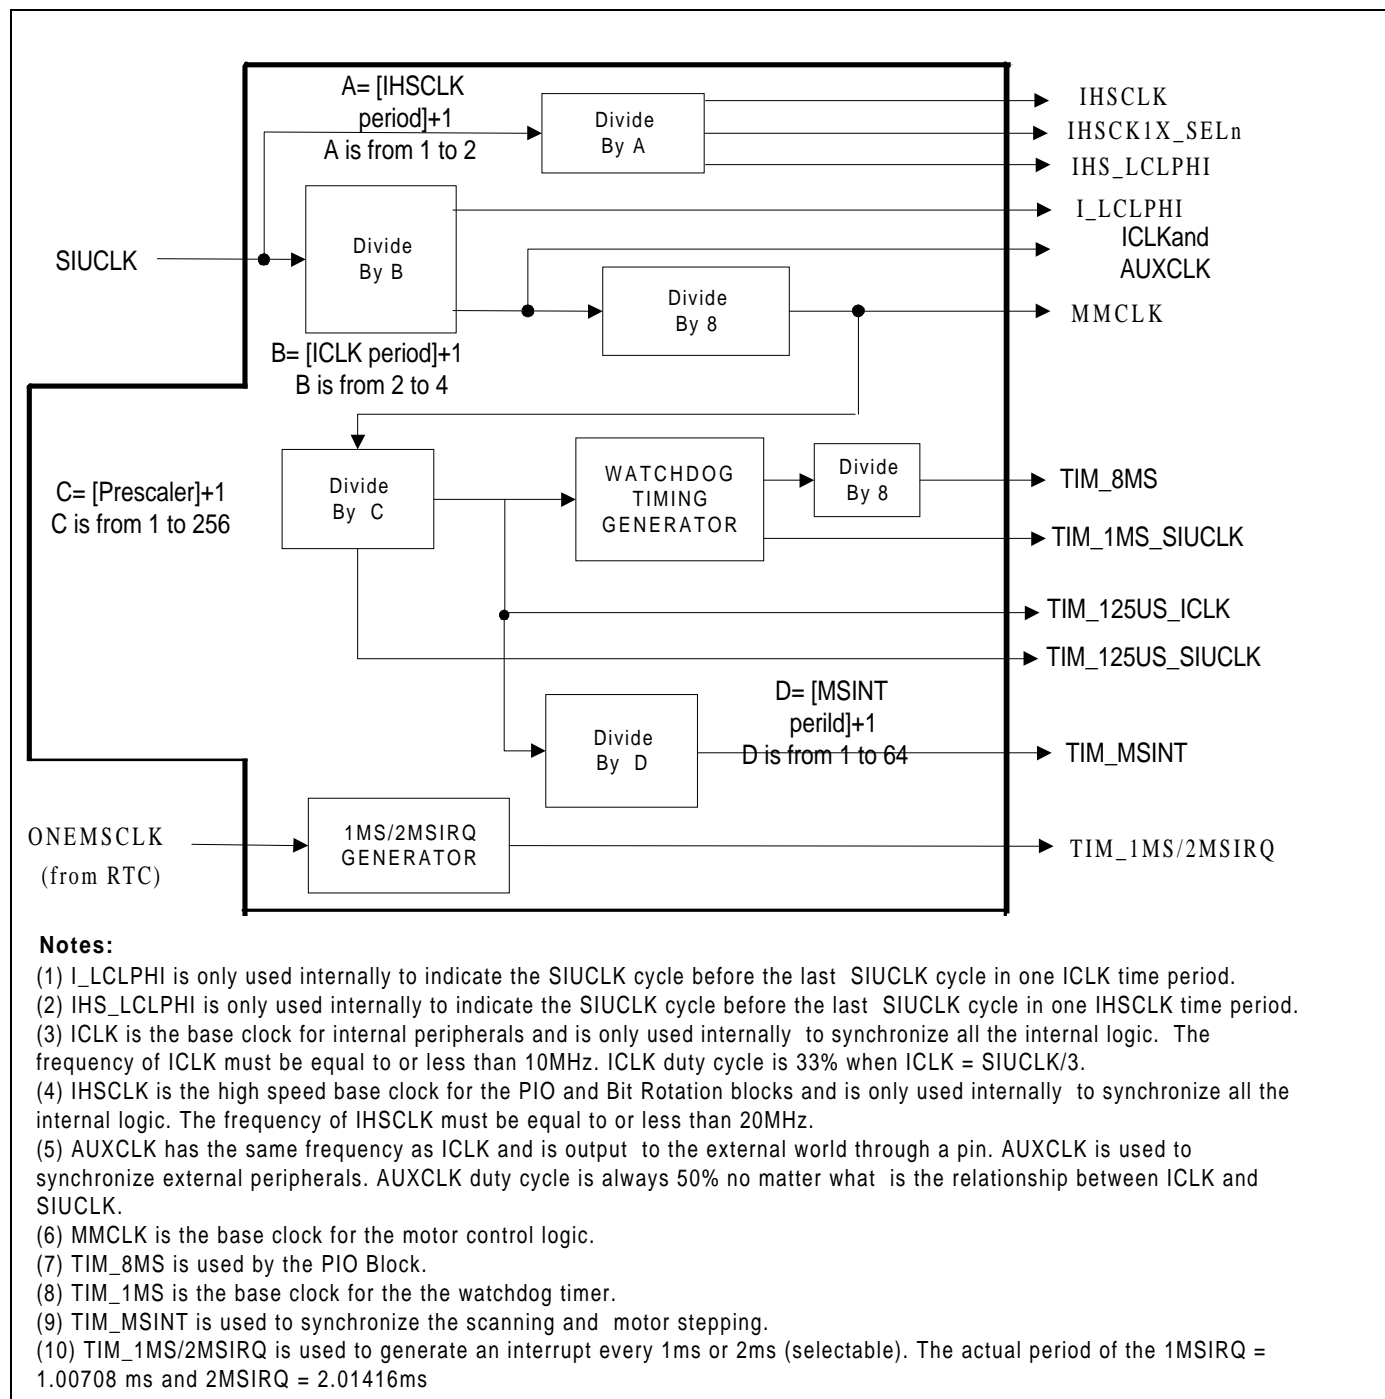 A= [IHSCLK
period]+1
A is from 1 to 2
Divide
By A
IHSCLK
IHSCK1X_SELn
IHS_LCLPHI
I_LCLPHI
ICLKand
AUXCLK
SIUCLK
Divide
By B
Divide
By 8
MMCLK
B= [ICLK period]+1
B is from 2 to 4
C= [Prescaler]+1
C is from 1 to 256
Divide
By C
WATCHDOG
TIMING
GENERATOR
Divide
By 8
TIM_8MS
TIM_1MS_SIUCLK
TIM_125US_ICLK
TIM_125US_SIUCLK
D= [MSINT
perild]+1
D is from 1 to 64
Divide
By D
TIM_MSINT
ONEMSCLK
(from RTC)
1MS/2MSIRQ
GENERATOR
TIM_1MS/2MSIRQ
Notes:
(1) I_LCLPHI is only used internally to indicate the SIUCLK cycle before the last SIUCLK cycle in one ICLK time period.
(2) IHS_LCLPHI is only used internally to indicate the SIUCLK cycle before the last SIUCLK cycle in one IHSCLK time period.
(3) ICLK is the base clock for internal peripherals and is only used internally to synchronize all the internal logic. The
frequency of ICLK must be equal to or less than 10MHz. ICLK duty cycle is 33% when ICLK = SIUCLK/3.
(4) IHSCLK is the high speed base clock for the PIO and Bit Rotation blocks and is only used internally to synchronize all the
internal logic. The frequency of IHSCLK must be equal to or less than 20MHz.
(5) AUXCLK has the same frequency as ICLK and is output to the external world through a pin. AUXCLK is used to
synchronize external peripherals. AUXCLK duty cycle is always 50% no matter what is the relationship between ICLK and
SIUCLK.
(6) MMCLK is the base clock for the motor control logic.
(7) TIM_8MS is used by the PIO Block.
(8) TIM_1MS is the base clock for the the watchdog timer.
(9) TIM_MSINT is used to synchronize the scanning and motor stepping.
(10) TIM_1MS/2MSIRQ is used to generate an interrupt every 1ms or 2ms (selectable). The actual period of the 1MSIRQ =
1.00708 ms and 2MSIRQ = 2.01416ms